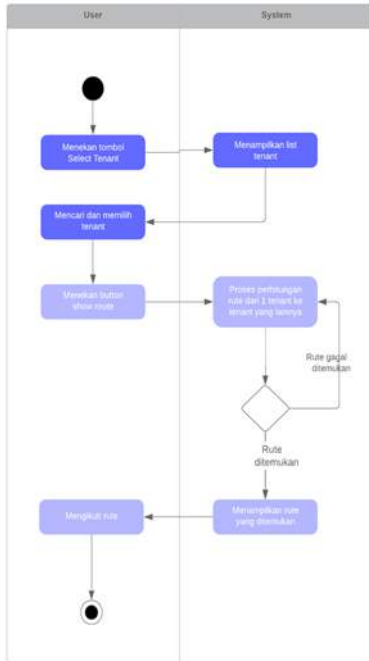 User
System
Menekan tombol
Select Tenant
Menampilkan list
tenant
Mencari dan memilih
tenant
Menekan button
show route
Proses perhitungan
rute dari 1 tenant ke
tenant yang lainnya
Rute gagal
ditemukan
Rute
ditemukan
Mengikuti rute
Menampilkan rute
yang ditemukan